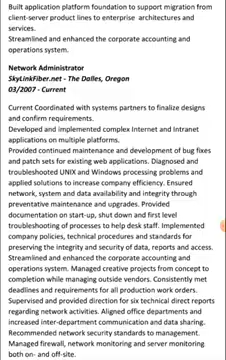 Built application platform foundation to support migration from
client-server product lines to enterprise architectures and
services.
Streamlined and enhanced the corporate accounting and
operations system.
Network Administrator
SkyLinkFiber.net - The Dalles, Oregon
03/2007 - Current
Current Coordinated with systems partners to finalize designs
and confirm requirements.
Developed and implemented complex Internet and Intranet
applications on multiple platforms.
Provided continued maintenance and development of bug fixes
and patch sets for existing web applications. Diagnosed and
troubleshooted UNIX and Windows processing problems and
applied solutions to increase company efficiency. Ensured
network, system and data availability and integrity through
preventative maintenance and upgrades. Provided
documentation on start-up, shut down and first level
troubleshooting of processes to help desk staff. Implemented
company policies, technical procedures and standards for
preserving the integrity and security of data, reports and access.
Streamlined and enhanced the corporate accounting and
operations system. Managed creative projects from concept to
completion while managing outside vendors. Consistently met
deadlines and requirements for all production work orders.
Supervised and provided direction for six technical direct reports
regarding network activities. Aligned office departments and
increased inter-department communication and data sharing.
Recommended network security standards to management.
Managed firewall, network monitoring and server monitoring
both on- and off-site.